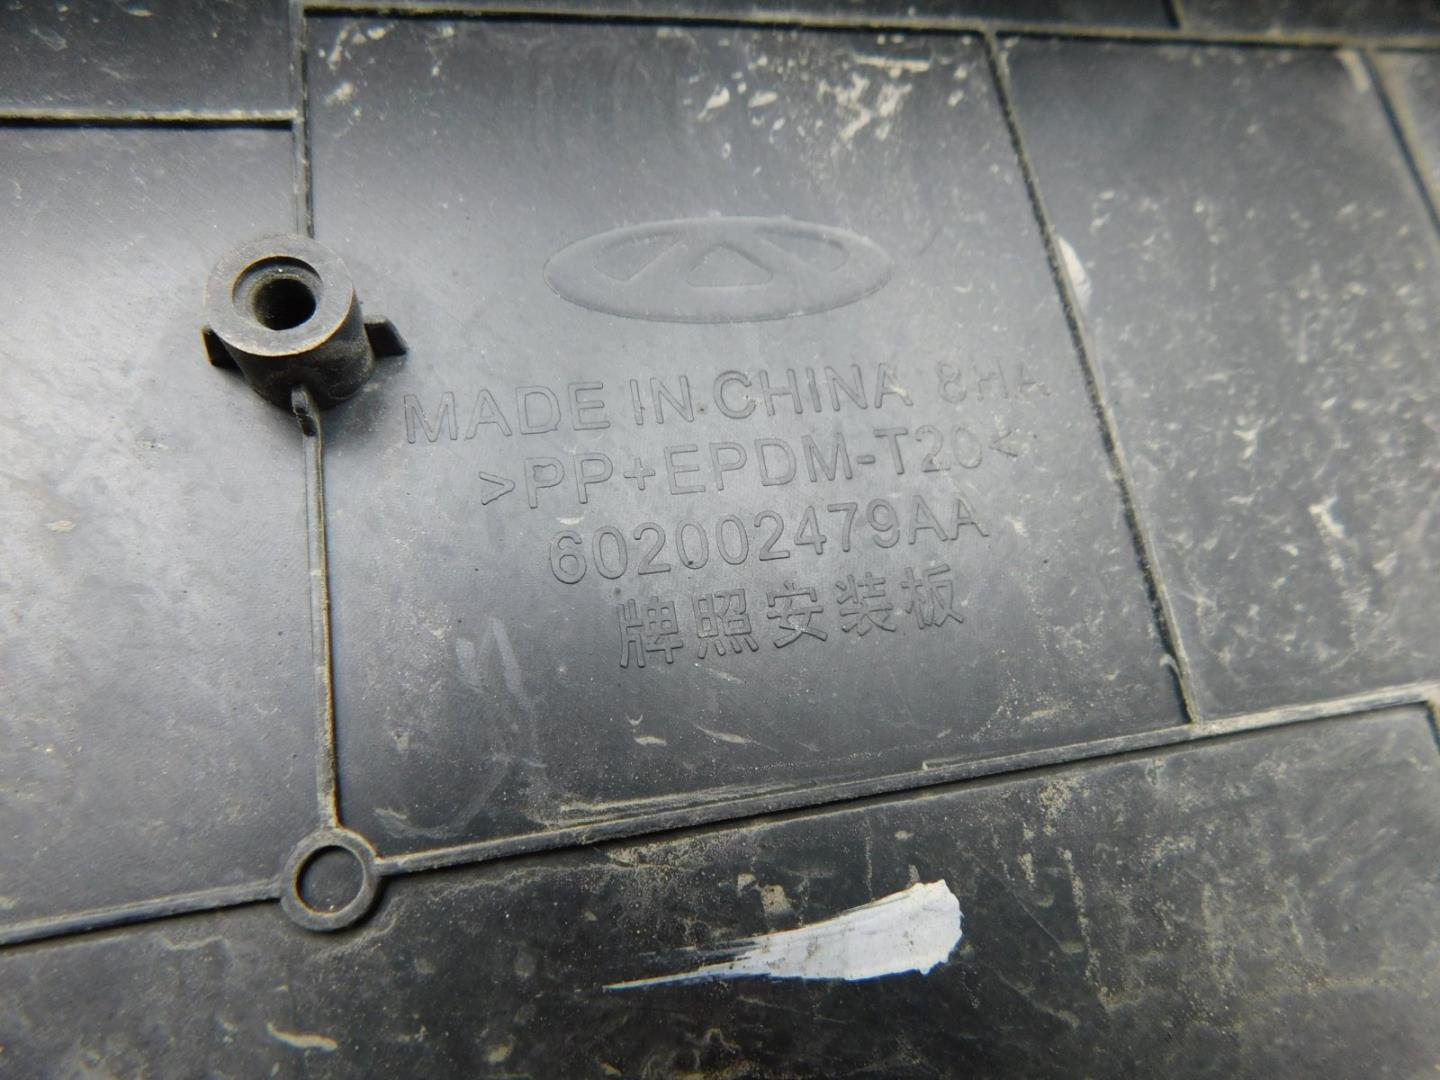 MADE IN CHINA 8HA
>PP+EPDM-T20<
602002479AA
牌照安装板